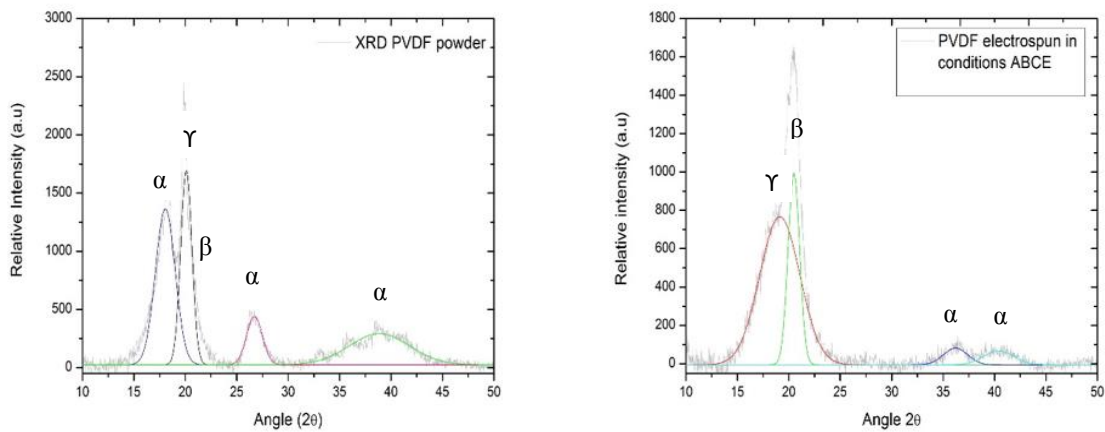 3000
2500
2000
1500
1000
500
0
Relative Intensity (a.u)
XRD PVDF powder
ϒ
α
β
α
α
10 15 20 25 30 35 40 45 50
Angle (2θ)
1800
1600
1400
1200
1000
800
600
400
200
0
Relative intensity (a.u)
PVDF electrospun in
conditions ABCE
β
ϒ
α α
10 15 20 25 30 35 40 45 50
Angle 2θ